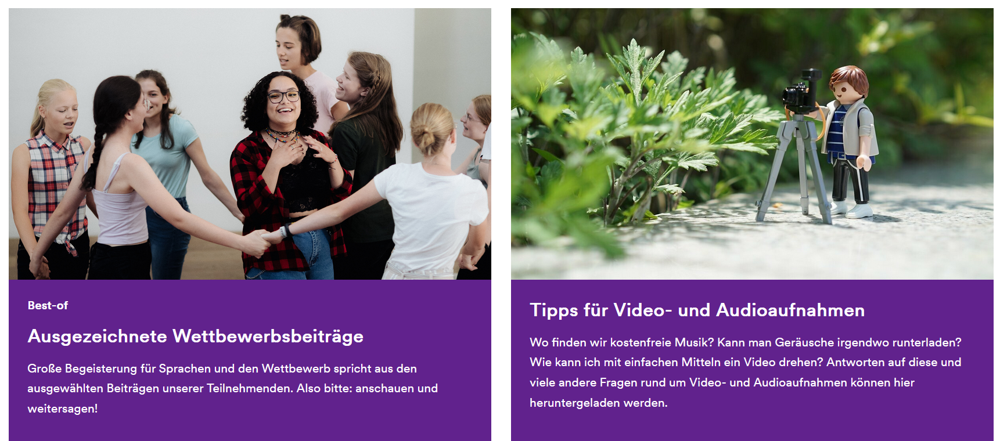 Best-of
Ausgezeichnete Wettbewerbsbeiträge
Große Begeisterung für Sprachen und den Wettbewerb spricht aus den
ausgewählten Beiträgen unserer Teilnehmenden. Also bitte: anschauen und
weitersagen!
Tipps für Video- und Audioaufnahmen
Wo finden wir kostenfreie Musik? Kann man Geräusche irgendwo runterladen?
Wie kann ich mit einfachen Mitteln ein Video drehen? Antworten auf diese und
viele andere Fragen rund um Video- und Audioaufnahmen können hier
heruntergeladen werden.